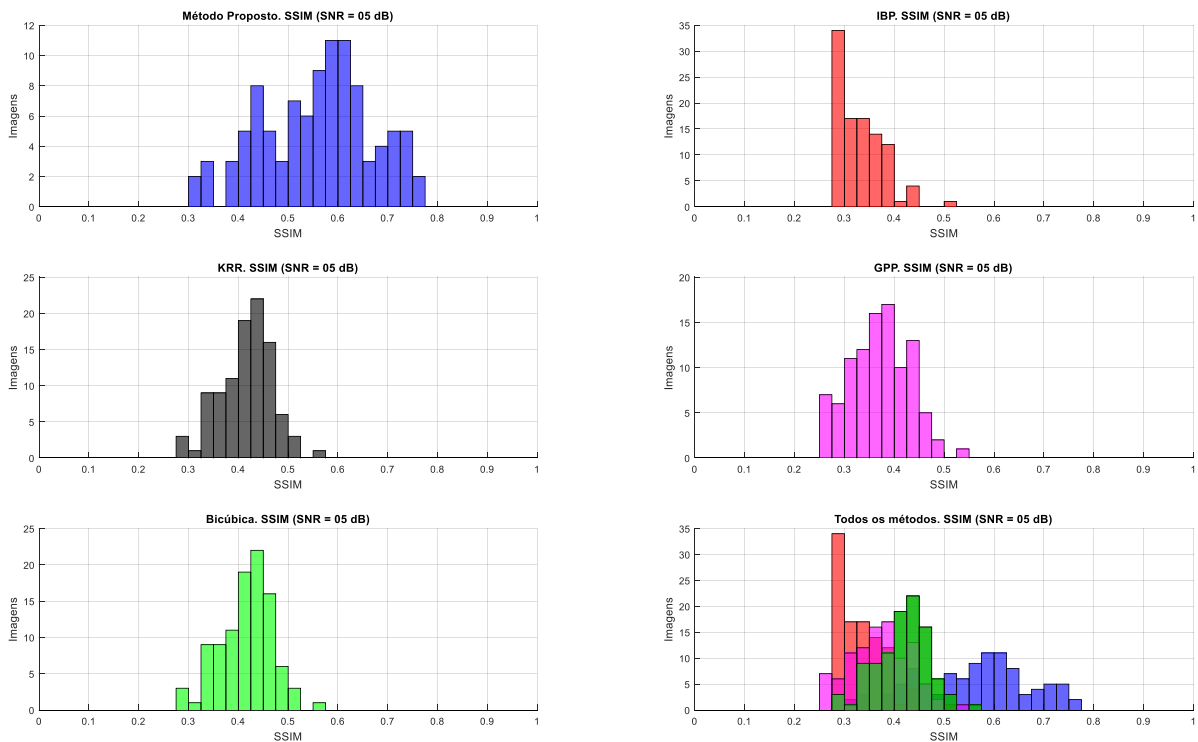 Método Proposto. SSIM (SNR = 05 dB)
12
10
8
6
4
2
0
Imagens
0 0.1 0.2 0.3 0.4 0.5 0.6 0.7 0.8 0.9 1
SSIM
IBP. SSIM (SNR = 05 dB)
35
30
25
20
15
10
5
0
Imagens
0 0.1 0.2 0.3 0.4 0.5 0.6 0.7 0.8 0.9 1
SSIM
KRR. SSIM (SNR = 05 dB)
25
20
15
10
5
0
Imagens
0 0.1 0.2 0.3 0.4 0.5 0.6 0.7 0.8 0.9 1
SSIM
GPP. SSIM (SNR = 05 dB)
20
15
10
5
0
Imagens
0 0.1 0.2 0.3 0.4 0.5 0.6 0.7 0.8 0.9 1
SSIM
Bicúbica. SSIM (SNR = 05 dB)
25
20
15
10
5
0
Imagens
0 0.1 0.2 0.3 0.4 0.5 0.6 0.7 0.8 0.9 1
SSIM
Todos os métodos. SSIM (SNR = 05 dB)
35
30
25
20
15
10
5
0
Imagens
0 0.1 0.2 0.3 0.4 0.5 0.6 0.7 0.8 0.9 1
SSIM